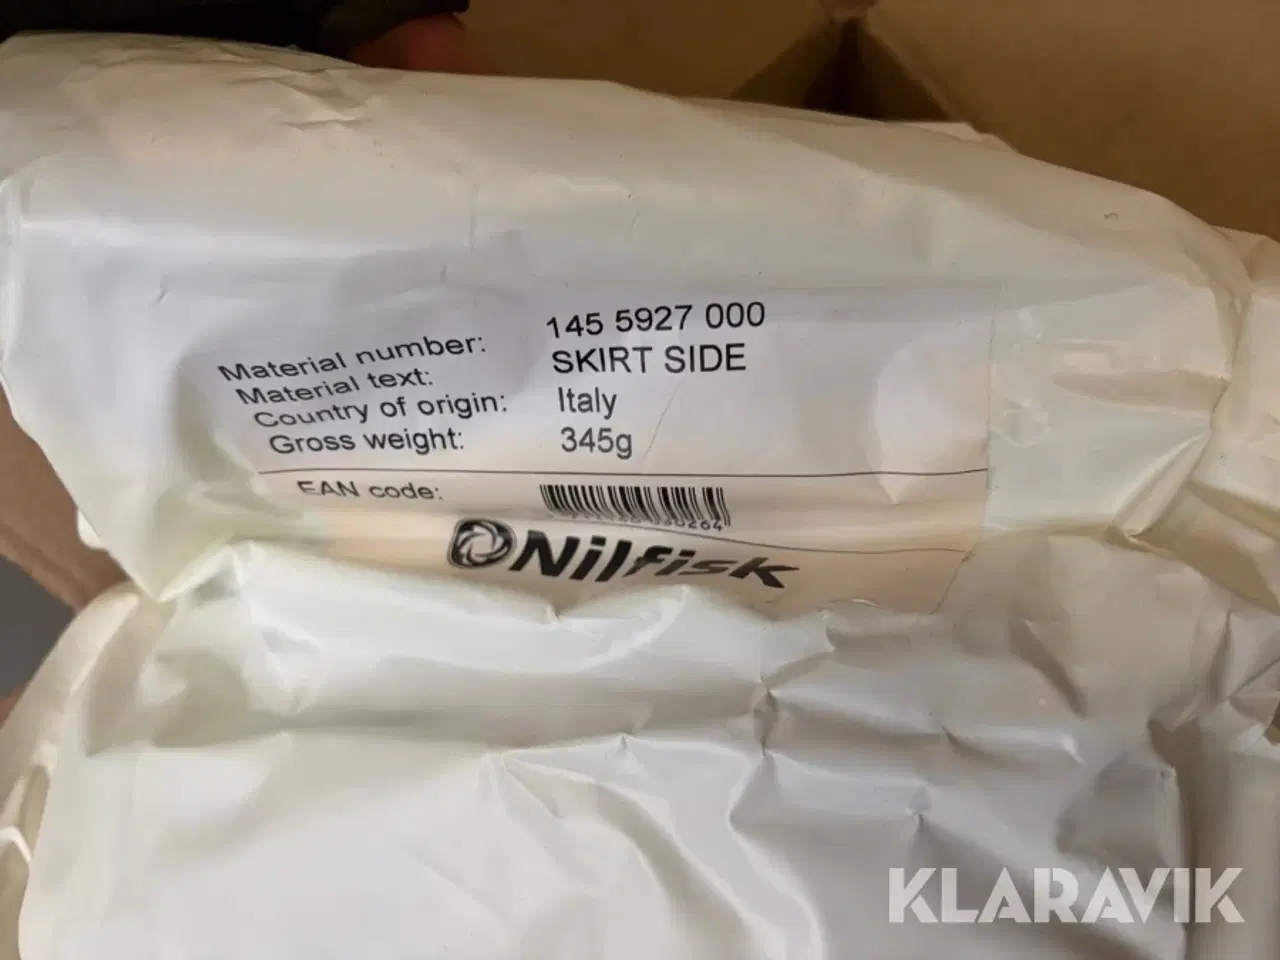 Material number: 145 5927 000
Material text: SKIRT SIDE
Country of origin: Italy
Gross weight: 345g
EAN code:
Nilfisk
KLARAVIK